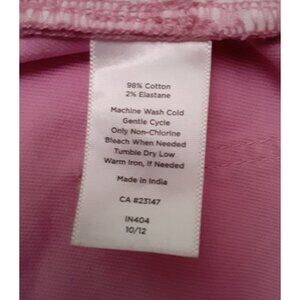 98% Cotton
2% Elastane
Machine Wash Cold
Gentle Cycle
Only Non-Chlorine
Bleach When Needed
Tumble Dry Low
Warm Iron, If Needed
Made in India
CA #23147
IN404
10/12